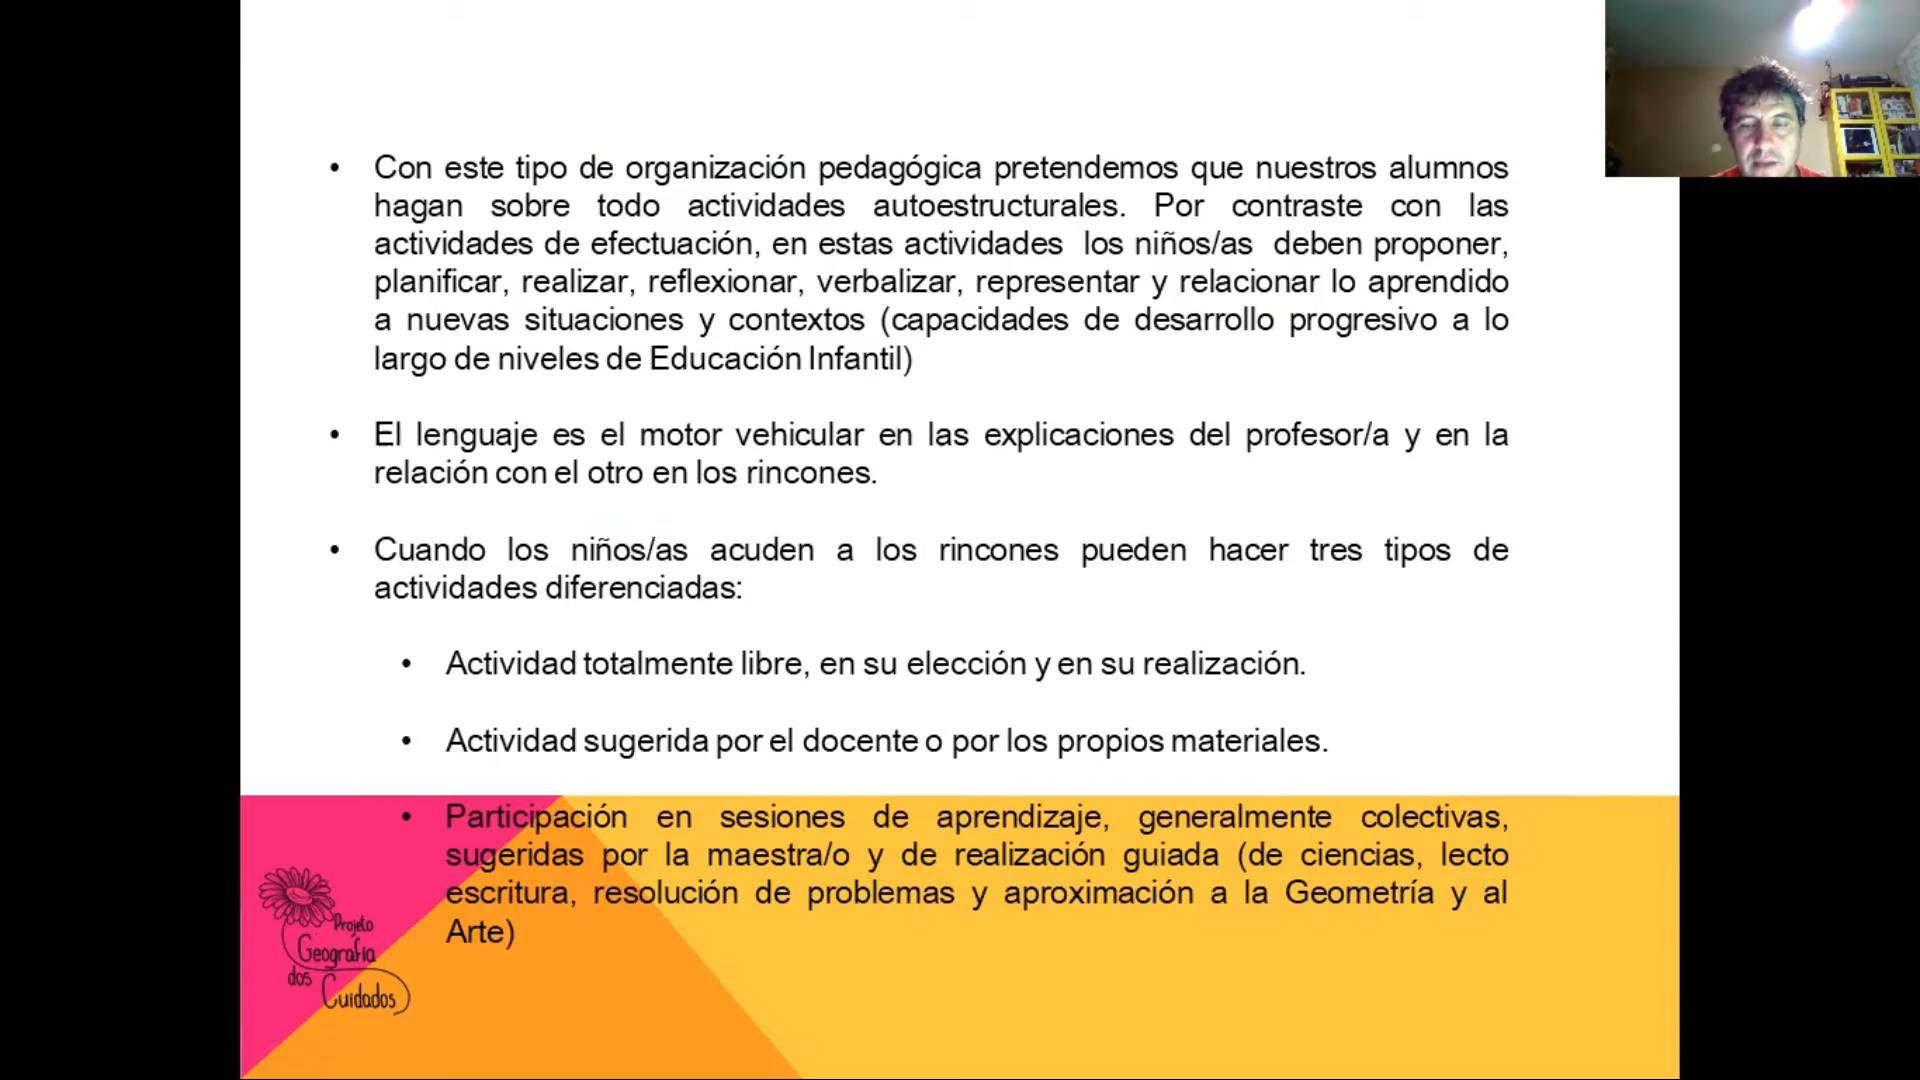 • Con este tipo de organización pedagógica pretendemos que nuestros alumnos
hagan sobre todo actividades autoestructurales. Por contraste con las
actividades de efectuación, en estas actividades los niños/as deben proponer,
planificar, realizar, reflexionar, verbalizar, representar y relacionar lo aprendido
a nuevas situaciones y contextos (capacidades de desarrollo progresivo a lo
largo de niveles de Educación Infantil)
• El lenguaje es el motor vehicular en las explicaciones del profesor/a y en la
relación con el otro en los rincones.
• Cuando los niños/as acuden a los rincones pueden hacer tres tipos de
actividades diferenciadas:
• Actividad totalmente libre, en su elección y en su realización.
• Actividad sugerida por el docente o por los propios materiales.
• Participación en sesiones de aprendizaje, generalmente colectivas,
sugeridas por la maestra/o y de realización guiada (de ciencias, lecto
escritura, resolución de problemas y aproximación a la Geometría y al
Arte)
Projeto
Geografia
dos
Cuidados